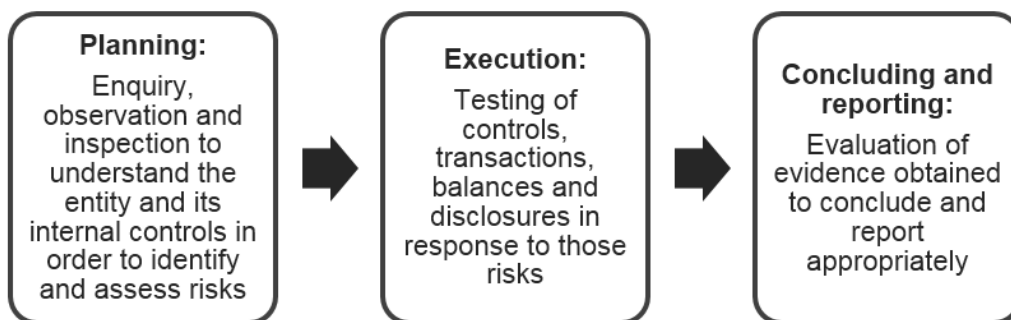 Planning:
Enquiry,
observation and
inspection to
understand the
entity and its
internal controls in
order to identify
and assess risks
Execution:
Testing of
controls,
transactions,
balances and
disclosures in
response to those
risks
Concluding and
reporting:
Evaluation of
evidence obtained
to conclude and
report
appropriately